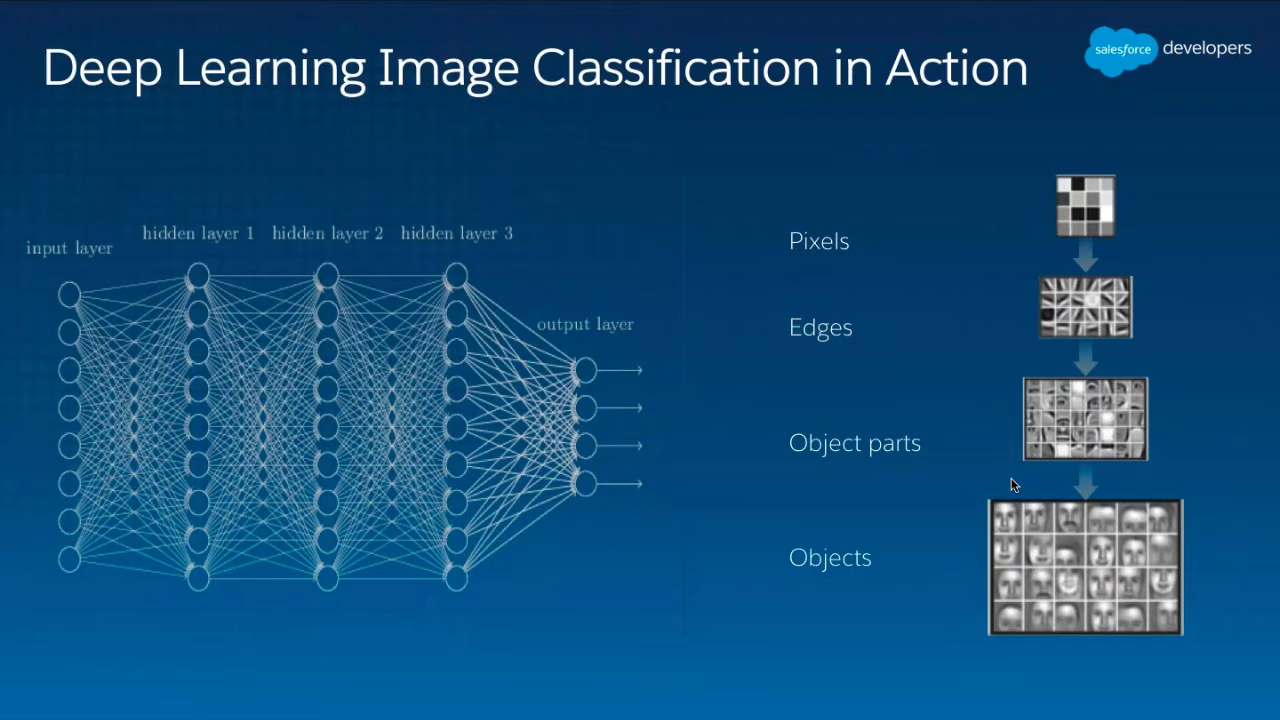 Deep Learning Image Classification in Action
salesforce developers
input layer
hidden layer 1
hidden layer 2
hidden layer 3
output layer
Pixels
Edges
Object parts
Objects